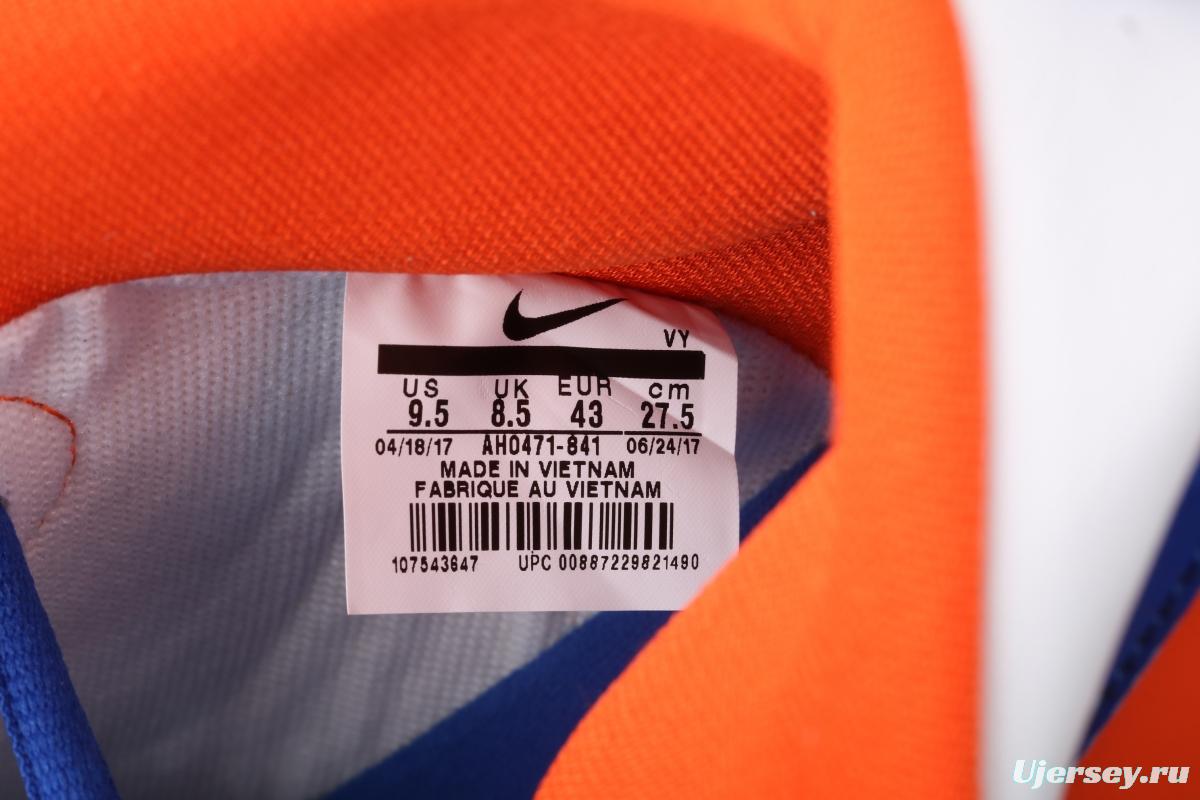 VY
US UK EUR cm
9.5 8.5 43 27.5
04/18/17 AH0471-841 06/24/17
MADE IN VIETNAM
FABRIQUE AU VIETNAM
107543647 UPC 00887229821490
Ujersey.ru